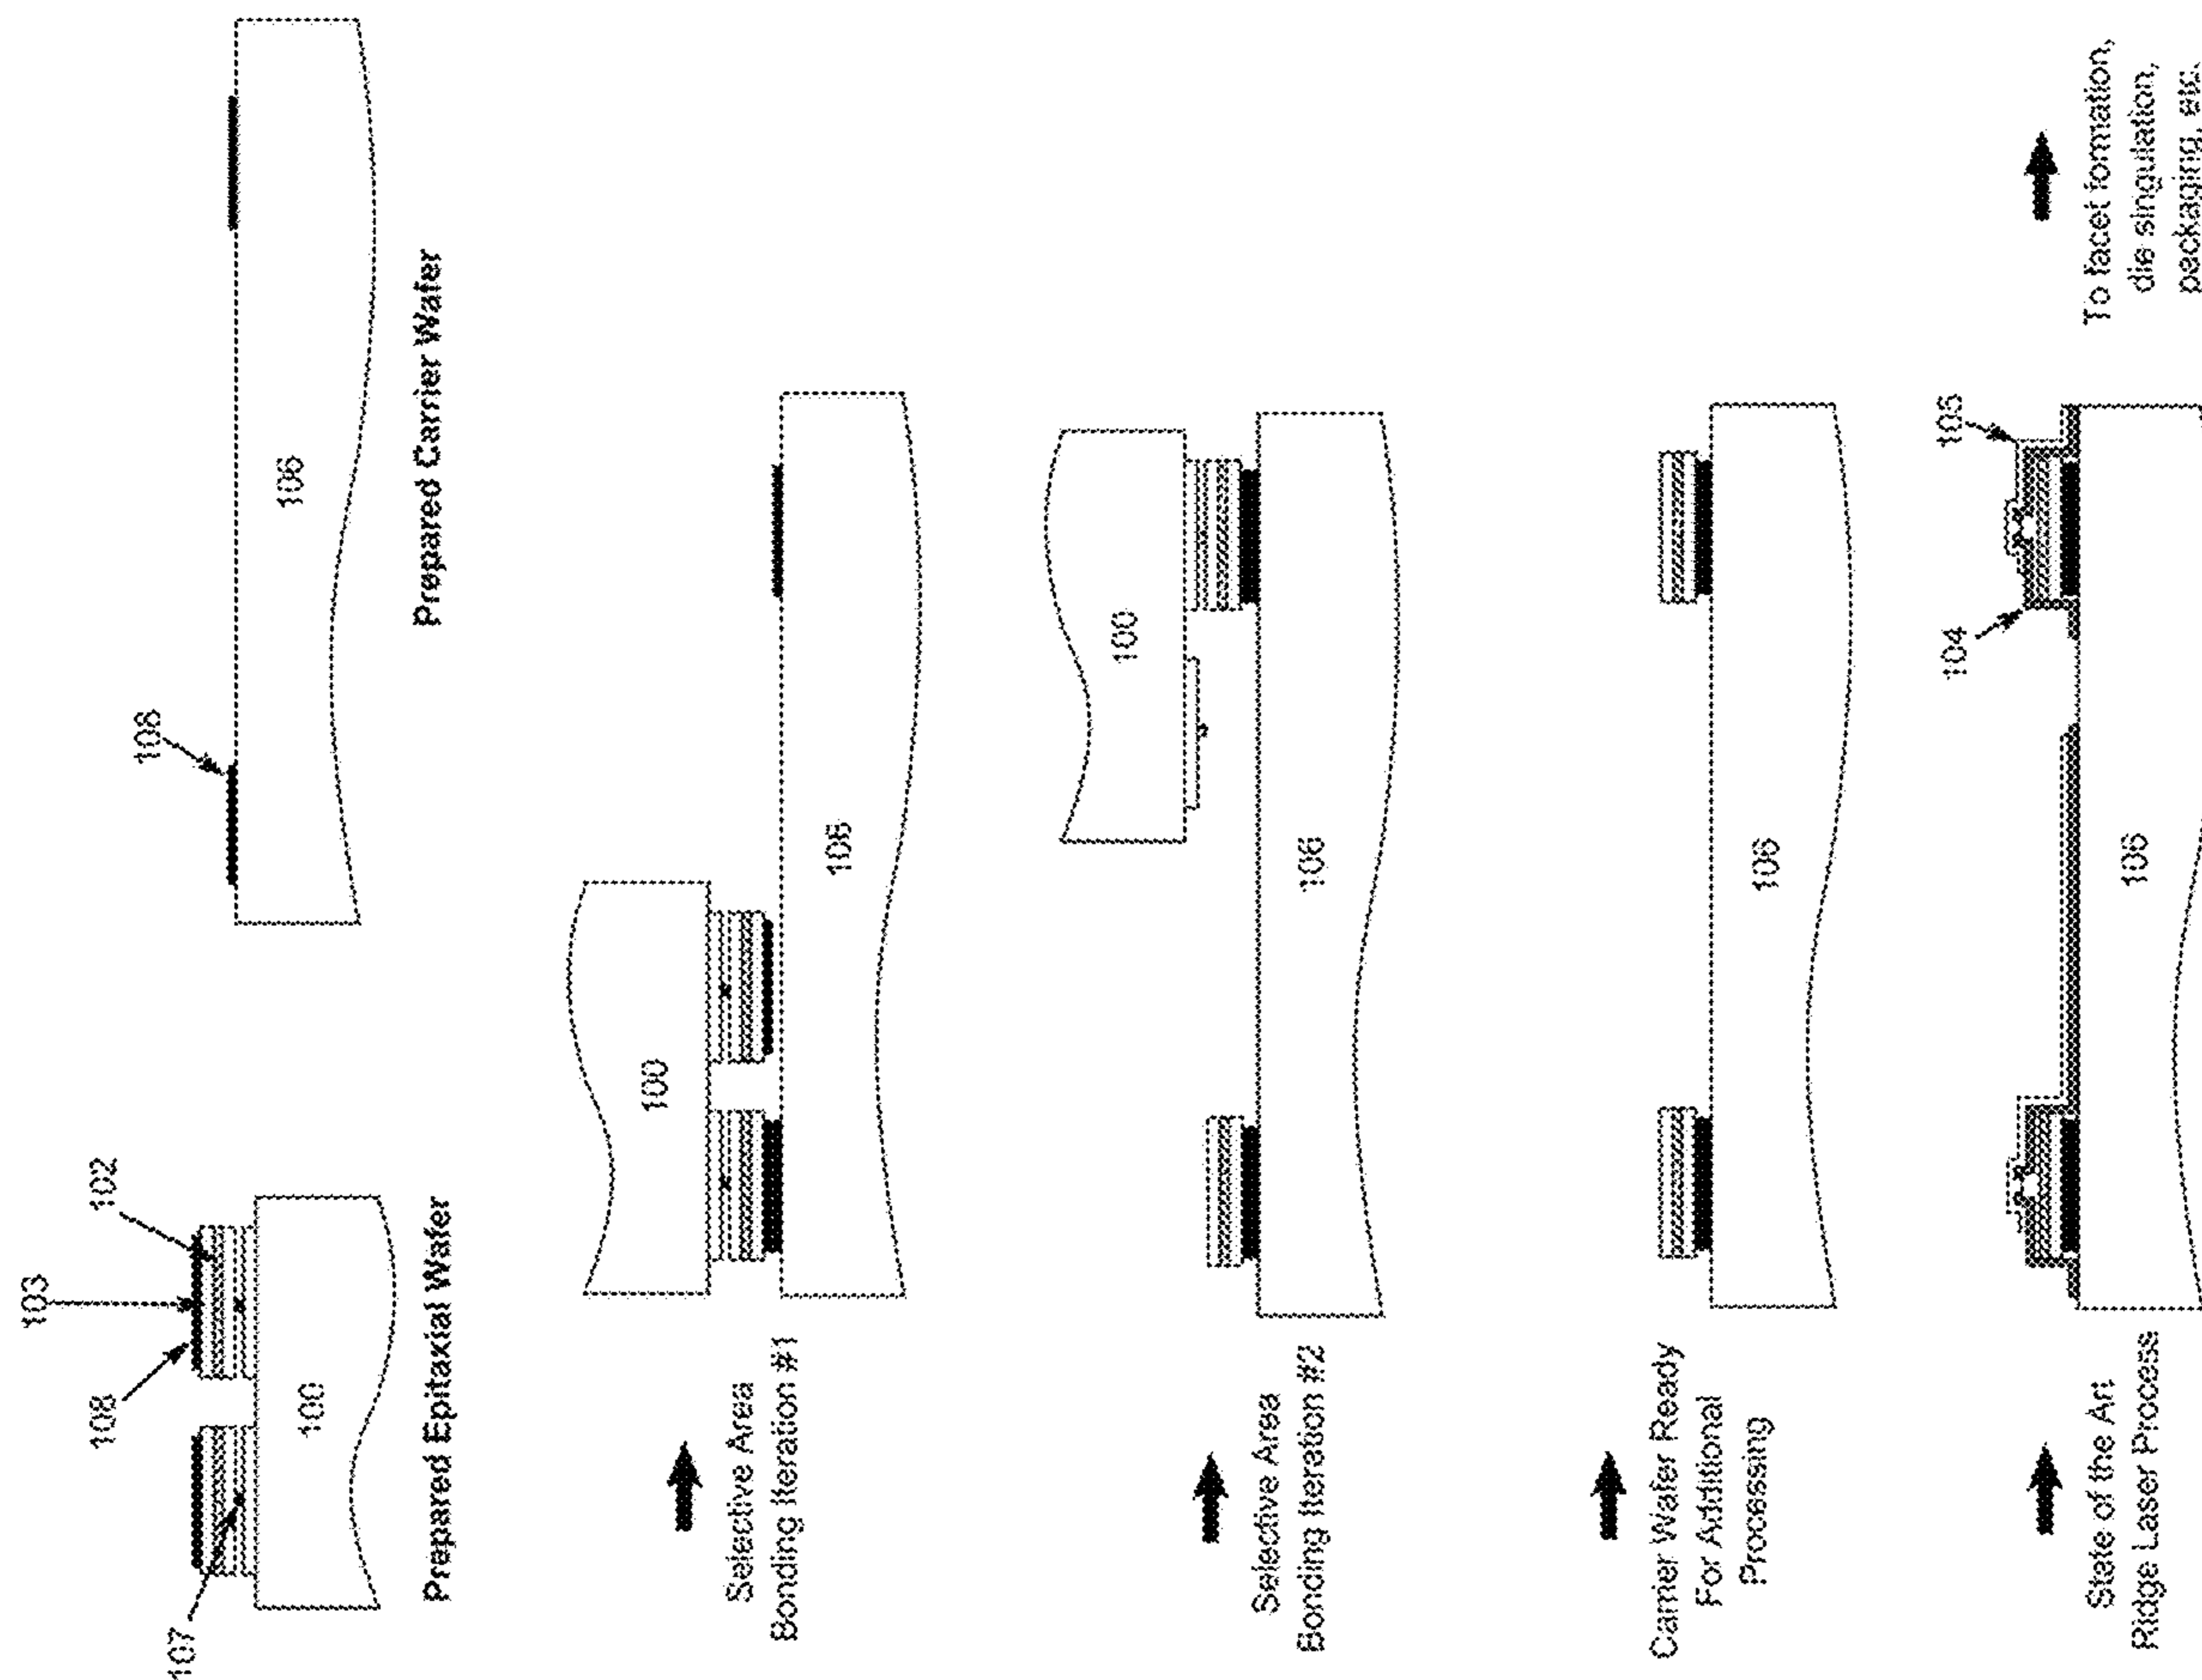 103
108
102
108
107
100
106
Prepared Epitaxial Wafer
Prepared Carrier Wafer
100
Selective Area
Bonding Iteration #1
106
100
Selective Area
Bonding Iteration #2
106
Carrier Wafer Ready
For Additional
Processing
106
104
105
State of the Art
Ridge Laser Process
106
To facet formation,
die singulation,
packaging, etc.